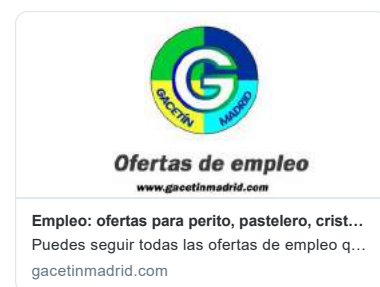 G
GACETÍN MADRID
Ofertas de empleo
www.gacetinmadrid.com
Empleo: ofertas para perito, pastelero, crist...
Puedes seguir todas las ofertas de empleo q...
gacetinmadrid.com